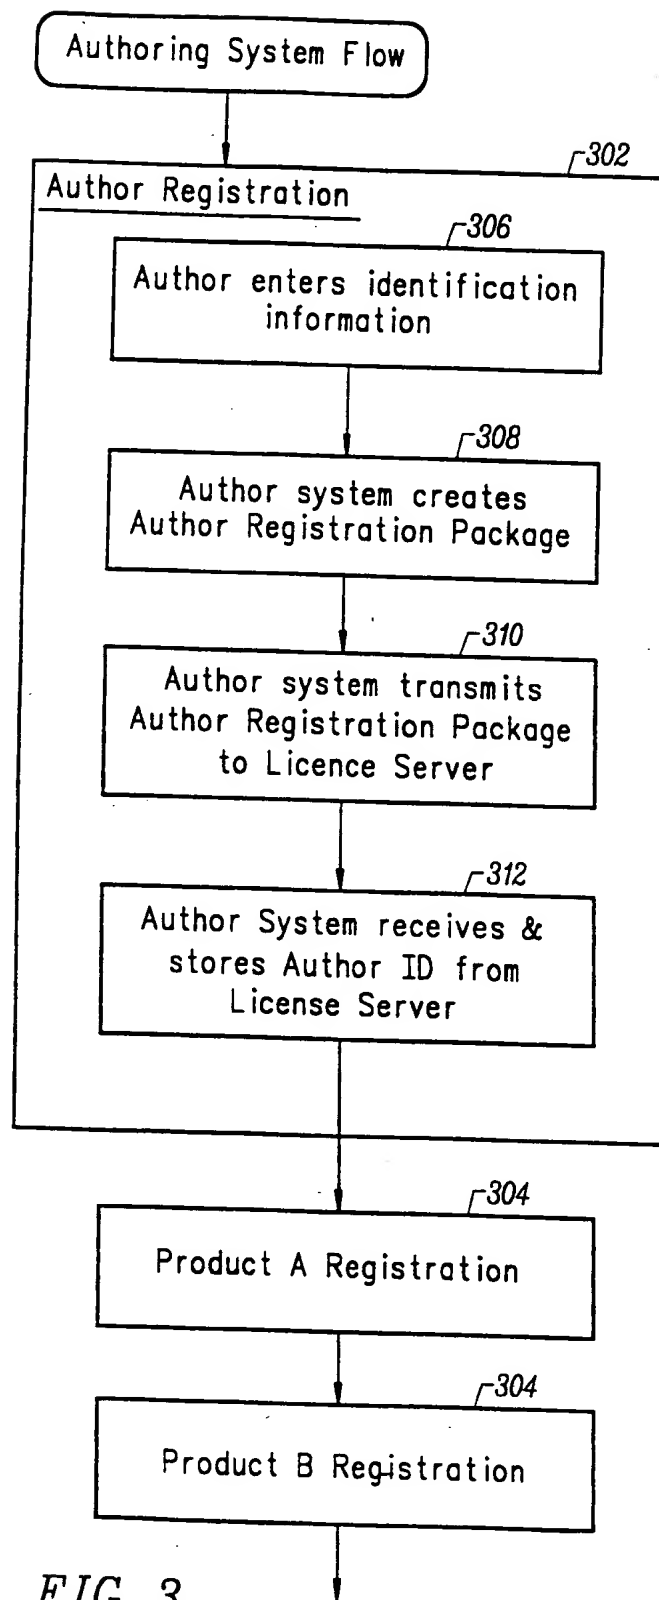 Authoring System Flow
302
Author Registration
306
Author enters identification
information
308
Author system creates
Author Registration Package
310
Author system transmits
Author Registration Package
to Licence Server
312
Author System receives &
stores Author ID from
License Server
304
Product A Registration
304
Product B Registration
FIG. 3